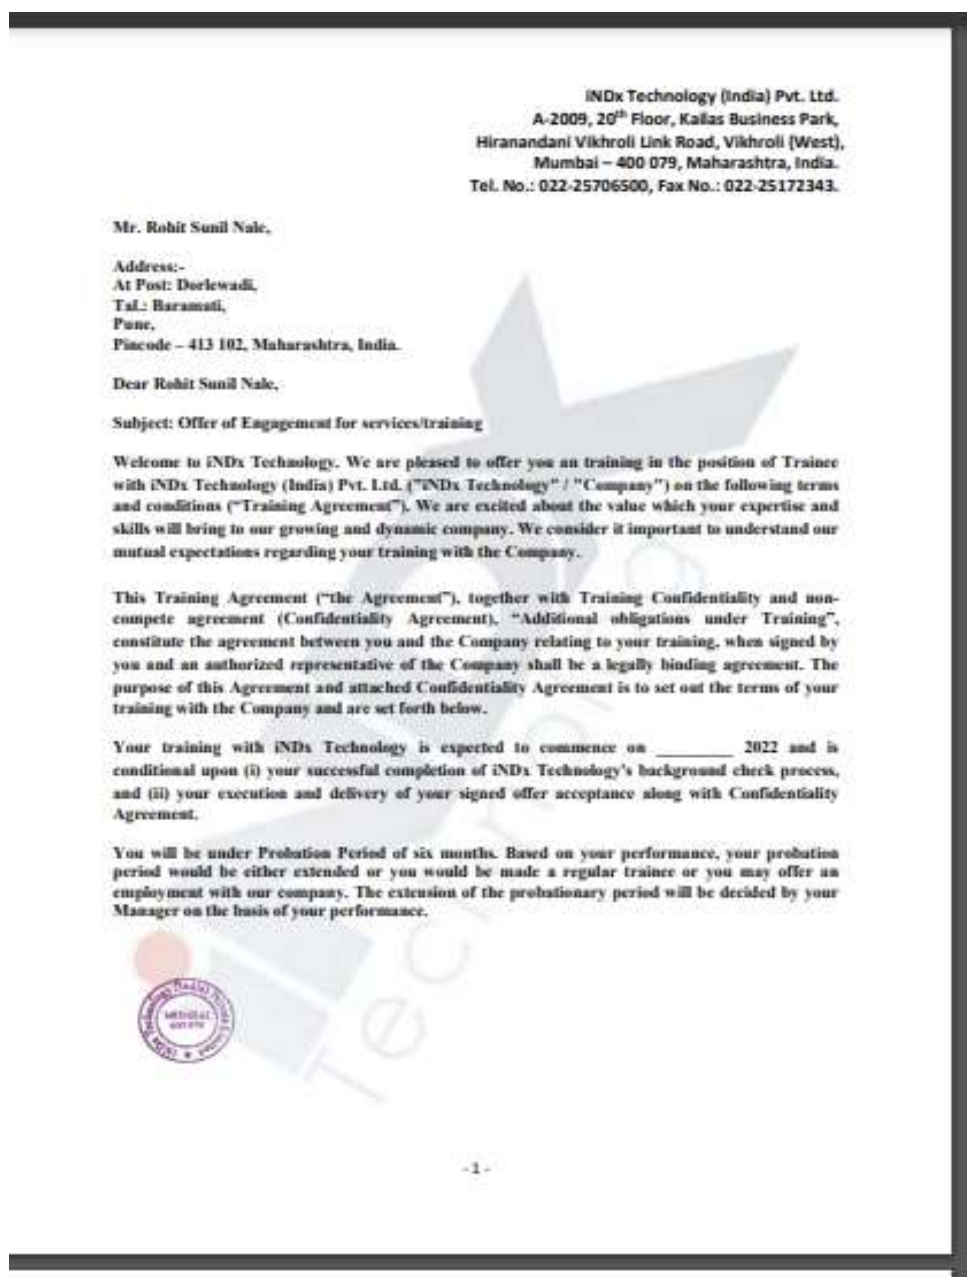 iNDx Technology (India) Pvt. Ltd.
A-2009, 20th Floor, Kailas Business Park,
Hiranandani Vikhroli Link Road, Vikhroli (West),
Mumbai – 400 079, Maharashtra, India.
Tel. No.: 022-25706500, Fax No.: 022-25172343.
Mr. Rohit Sunil Nale,
Address:-
At Post: Dorlewadi,
Tal.: Baramati,
Pune,
Pincode – 413 102, Maharashtra, India.
Dear Rohit Sunil Nale,
Subject: Offer of Engagement for services/training
Welcome to iNDx Technology. We are pleased to offer you an training in the position of Trainee
with iNDx Technology (India) Pvt. Ltd. ("iNDx Technology" / "Company") on the following terms
and conditions (“Training Agreement”). We are excited about the value which your expertise and
skills will bring to our growing and dynamic company. We consider it important to understand our
mutual expectations regarding your training with the Company.
This Training Agreement (“the Agreement”), together with Training Confidentiality and non-
compete agreement (Confidentiality Agreement), “Additional obligations under Training”,
constitute the agreement between you and the Company relating to your training, when signed by
you and an authorized representative of the Company shall be a legally binding agreement. The
purpose of this Agreement and attached Confidentiality Agreement is to set out the terms of your
training with the Company and are set forth below.
Your training with iNDx Technology is expected to commence on _________ 2022 and is
conditional upon (i) your successful completion of iNDx Technology's background check process,
and (ii) your execution and delivery of your signed offer acceptance along with Confidentiality
Agreement.
You will be under Probation Period of six months. Based on your performance, your probation
period would be either extended or you would be made a regular trainee or you may offer an
employment with our company. The extension of the probationary period will be decided by your
Manager on the basis of your performance.
- 1 -